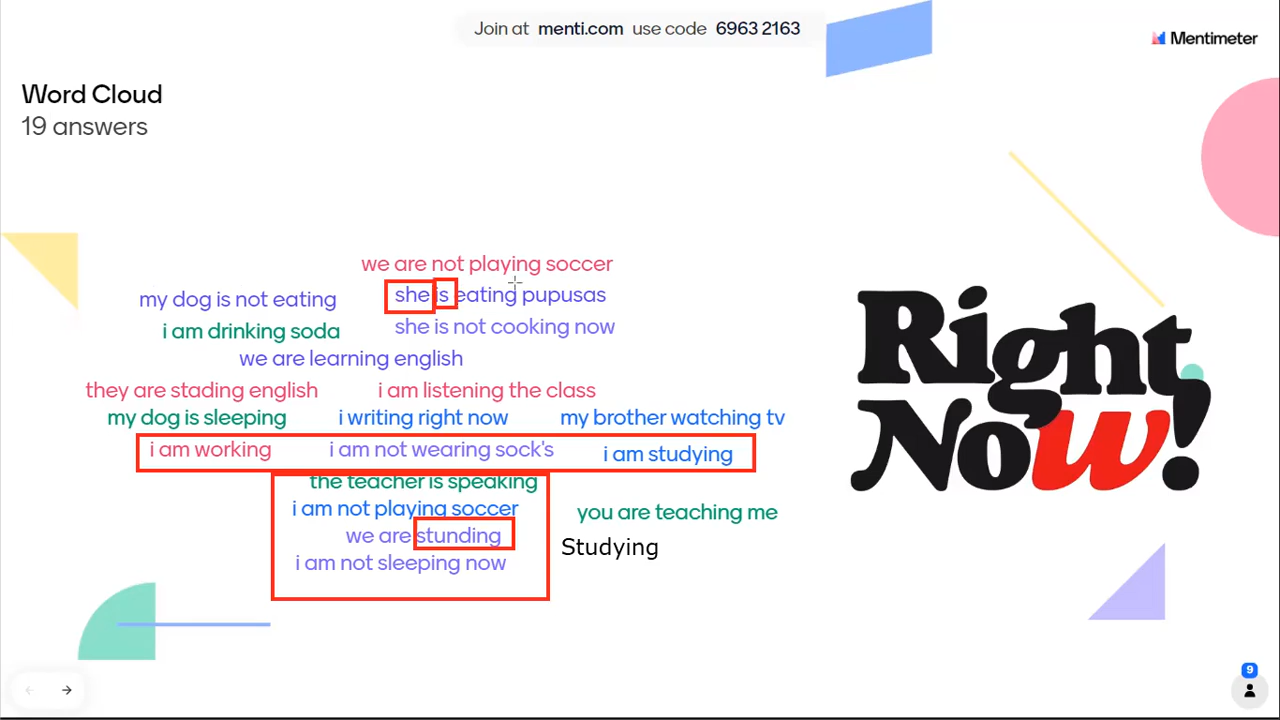 Join at menti.com use code 6963 2163
Mentimeter
Word Cloud
19 answers
we are not playing soccer
my dog is not eating
she is eating pupusas
i am drinking soda
she is not cooking now
we are learning english
they are stading english
i am listening the class
my dog is sleeping
i writing right now
my brother watching tv
i am working
i am not wearing sock's
i am studying
the teacher is speaking
i am not playing soccer
you are teaching me
we are stunding
Studying
i am not sleeping now
Right
Now!
9